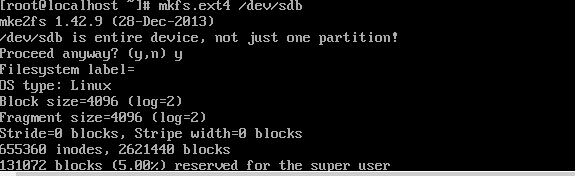 [root@localhost ~]# mkfs.ext4 /dev/sdb
mke2fs 1.42.9 (28-Dec-2013)
/dev/sdb is entire device, not just one partition!
Proceed anyway? (y,n) y
Filesystem label=
OS type: Linux
Block size=4096 (log=2)
Fragment size=4096 (log=2)
Stride=0 blocks, Stripe width=0 blocks
655360 inodes, 2621440 blocks
131072 blocks (5.00%) reserved for the super user